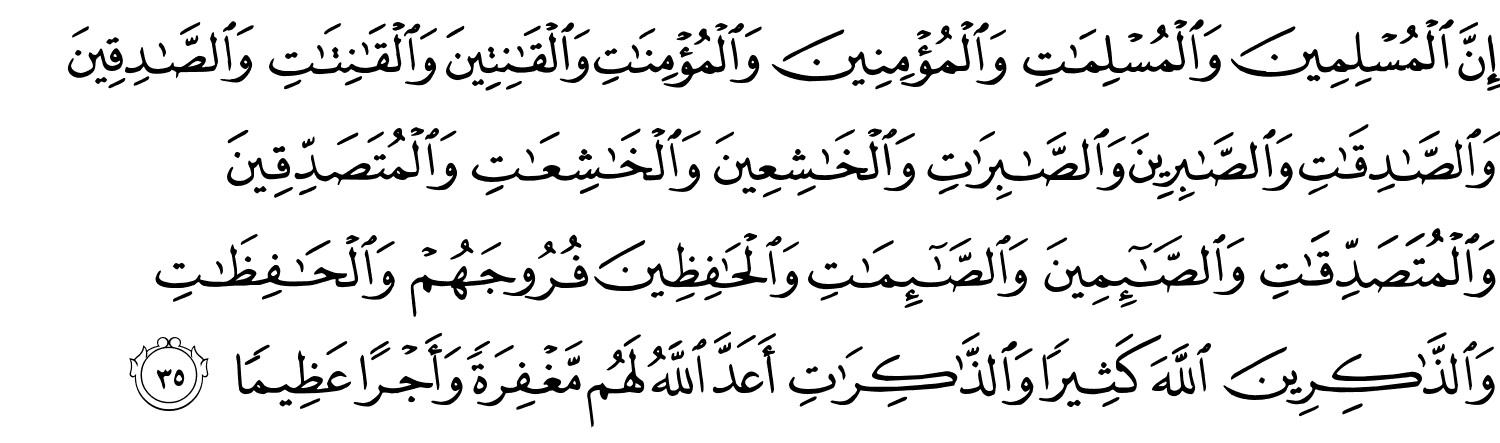 إِنَّ ٱلْمُسْلِمِينَ وَٱلْمُسْلِمَٰتِ وَٱلْمُؤْمِنِينَ وَٱلْمُؤْمِنَٰتِ وَٱلْقَٰنِتِينَ وَٱلْقَٰنِتَٰتِ وَٱلصَّٰدِقِينَ
وَٱلصَّٰدِقَٰتِ وَٱلصَّٰبِرِينَ وَٱلصَّٰبِرَٰتِ وَٱلْخَٰشِعِينَ وَٱلْخَٰشِعَٰتِ وَٱلْمُتَصَدِّقِينَ
وَٱلْمُتَصَدِّقَٰتِ وَٱلصَّٰٓئِمِينَ وَٱلصَّٰٓئِمَٰتِ وَٱلْحَٰفِظِينَ فُرُوجَهُمْ وَٱلْحَٰفِظَٰتِ
وَٱلذَّٰكِرِينَ ٱللَّهَ كَثِيرًا وَٱلذَّٰكِرَٰتِ أَعَدَّ ٱللَّهُ لَهُم مَّغْفِرَةً وَأَجْرًا عَظِيمًا ٣٥